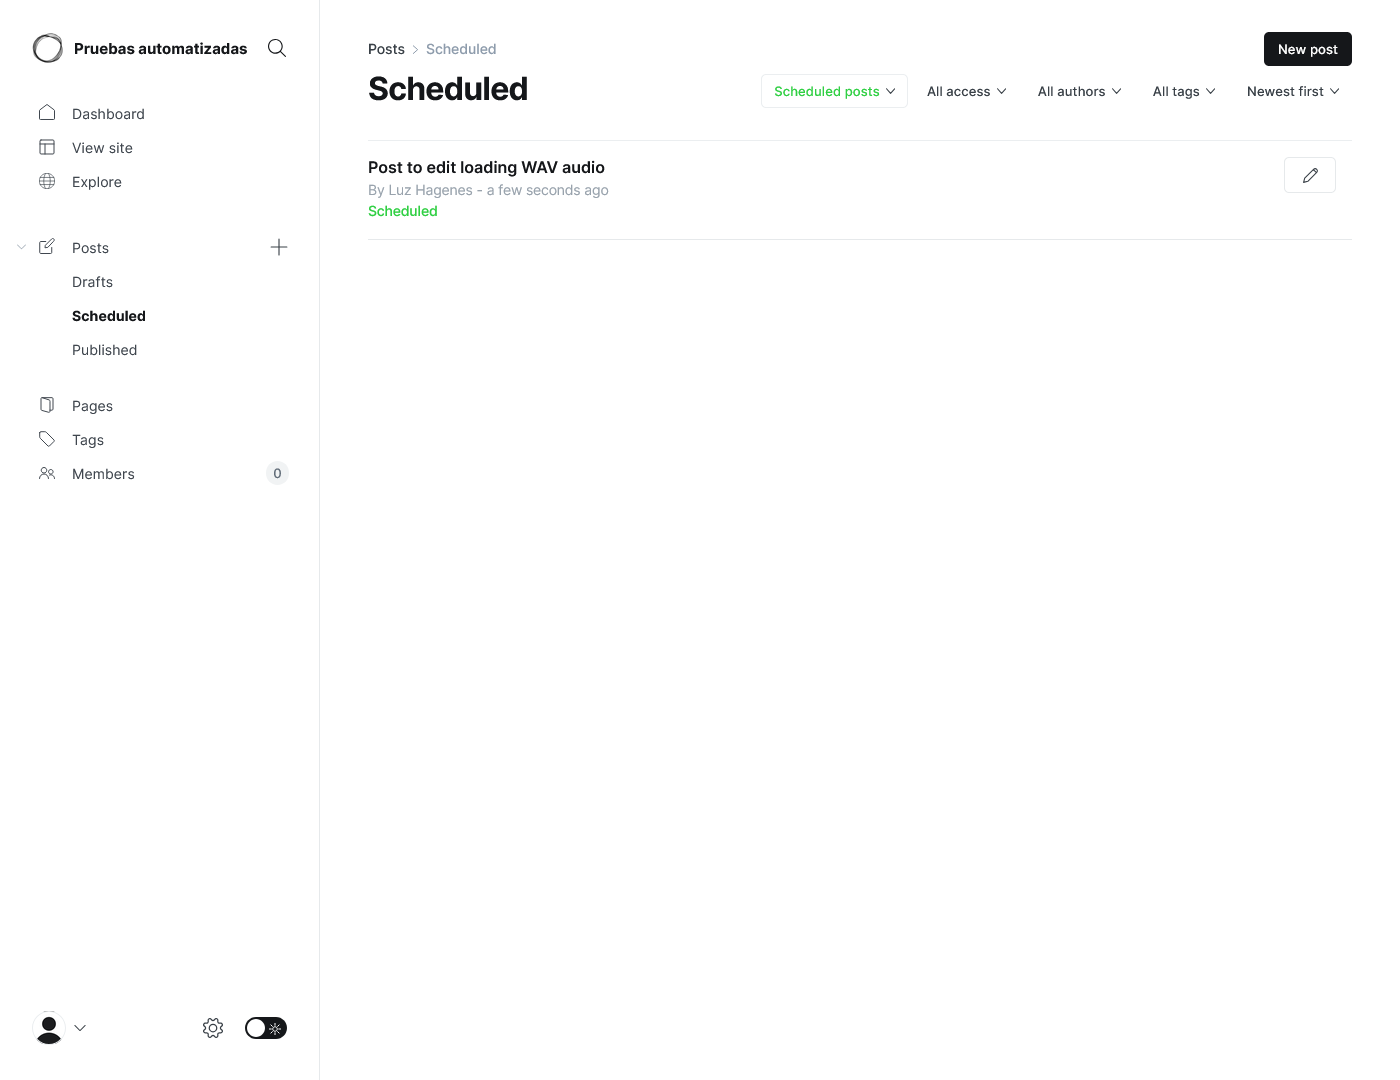 Pruebas automatizadas
Dashboard
View site
Explore
Posts
Drafts
Scheduled
Published
Pages
Tags
Members 0
Posts Scheduled
New post
Scheduled
Scheduled posts All access All authors All tags Newest first
Post to edit loading WAV audio
By Luz Hagenes - a few seconds ago
Scheduled